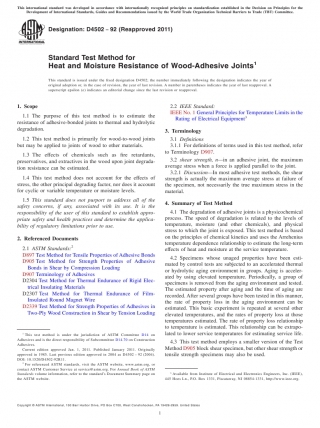 This international standard was developed in accordance with internationally recognized principles on standardization established in the Decision on Principles for the
Development of International Standards, Guides and Recommendations issued by the World Trade Organization Technical Barriers to Trade (TBT) Committee.
Designation: D4502 − 92 (Reapproved 2011)
Standard Test Method for
Heat and Moisture Resistance of Wood-Adhesive Joints1
This standard is issued under the fixed designation D4502; the number immediately following the designation indicates the year of
original adoption or, in the case of revision, the year of last revision. A number in parentheses indicates the year of last reapproval. A
superscript epsilon (ε) indicates an editorial change since the last revision or reapproval.
1. Scope
1.1 The purpose of this test method is to estimate the
resistance of adhesive-bonded joints to thermal and hydrolytic
degradation.
1.2 This test method is primarily for wood-to-wood joints
but may be applied to joints of wood to other materials.
1.3 The effects of chemicals such as fire retardants,
preservatives, and extractives in the wood upon joint degrada-
tion resistance can be estimated.
1.4 This test method does not account for the effects of
stress, the other principal degrading factor, nor does it account
for cyclic or variable temperature or moisture levels.
1.5 This standard does not purport to address all of the
safety concerns, if any, associated with its use. It is the
responsibility of the user of this standard to establish appro-
priate safety and health practices and determine the applica-
bility of regulatory limitations prior to use.
2. Referenced Documents
2.1 ASTM Standards:2
D897 Test Method for Tensile Properties of Adhesive Bonds
D905 Test Method for Strength Properties of Adhesive
Bonds in Shear by Compression Loading
D907 Terminology of Adhesives
D2304 Test Method for Thermal Endurance of Rigid Elec-
trical Insulating Materials
D2307 Test Method for Thermal Endurance of Film-
Insulated Round Magnet Wire
D2339 Test Method for Strength Properties of Adhesives in
Two-Ply Wood Construction in Shear by Tension Loading
1 This test method is under the jurisdiction of ASTM Committee D14 on
Adhesives and is the direct responsibility of Subcommittee D14.70 on Construction
Adhesives.
Current edition approved Jan. 1, 2011. Published January 2011. Originally
approved in 1985. Last previous edition approved in 2004 as D4502 – 92 (2004).
DOI: 10.1520/D4502-92R11.
2 For referenced ASTM standards, visit the ASTM website, www.astm.org, or
contact ASTM Customer Service at service@astm.org. For Annual Book of ASTM
Standards volume information, refer to the standard's Document Summary page on
the ASTM website.
2.2 IEEE Standard:
IEEE No. 1 General Principles for Temperature Limits in the
Rating of Electrical Equipment3
3. Terminology
3.1 Definitions:
3.1.1 For definitions of terms used in this test method, refer
to Terminology D907.
3.2 shear strength, n—in an adhesive joint, the maximum
average stress when a force is applied parallel to the joint.
3.2.1 Discussion—In most adhesive test methods, the shear
strength is actually the maximum average stress at failure of
the specimen, not necessarily the true maximum stress in the
material.
4. Summary of Test Method
4.1 The degradation of adhesive joints is a physicochemical
process. The speed of degradation is related to the levels of
temperature, moisture (and other chemicals), and physical
stress to which the joint is exposed. This test method is based
on the principles of chemical kinetics and uses the Arrhenius
temperature dependence relationship to estimate the long-term
effects of heat and moisture at the service temperature.
4.2 Specimens whose unaged properties have been esti-
mated by control tests are subjected to an accelerated thermal
or hydrolytic aging environment in groups. Aging is acceler-
ated by using elevated temperature. Periodically, a group of
specimens is removed from the aging environment and tested.
The estimated property after aging and the time of aging are
recorded. After several groups have been tested in this manner,
the rate of property loss in the aging environment can be
estimated. This basic experiment is repeated at several other
elevated temperatures, and the rates of property loss at those
temperatures estimated. The rate of property loss relationship
to temperature is estimated. This relationship can be extrapo-
lated to lower service temperatures for estimating service life.
4.3 This test method employs a smaller version of the Test
Method D905 block shear specimen, but other shear strength or
tensile strength specimens may also be used.
3 Available from Institute of Electrical and Electronics Engineers, Inc. (IEEE),
445 Hoes Ln., P.O. Box 1331, Piscataway, NJ 08854-1331, http://www.ieee.org.
Copyright © ASTM International, 100 Barr Harbor Drive, PO Box C700, West Conshohocken, PA 19428-2959. United States
1